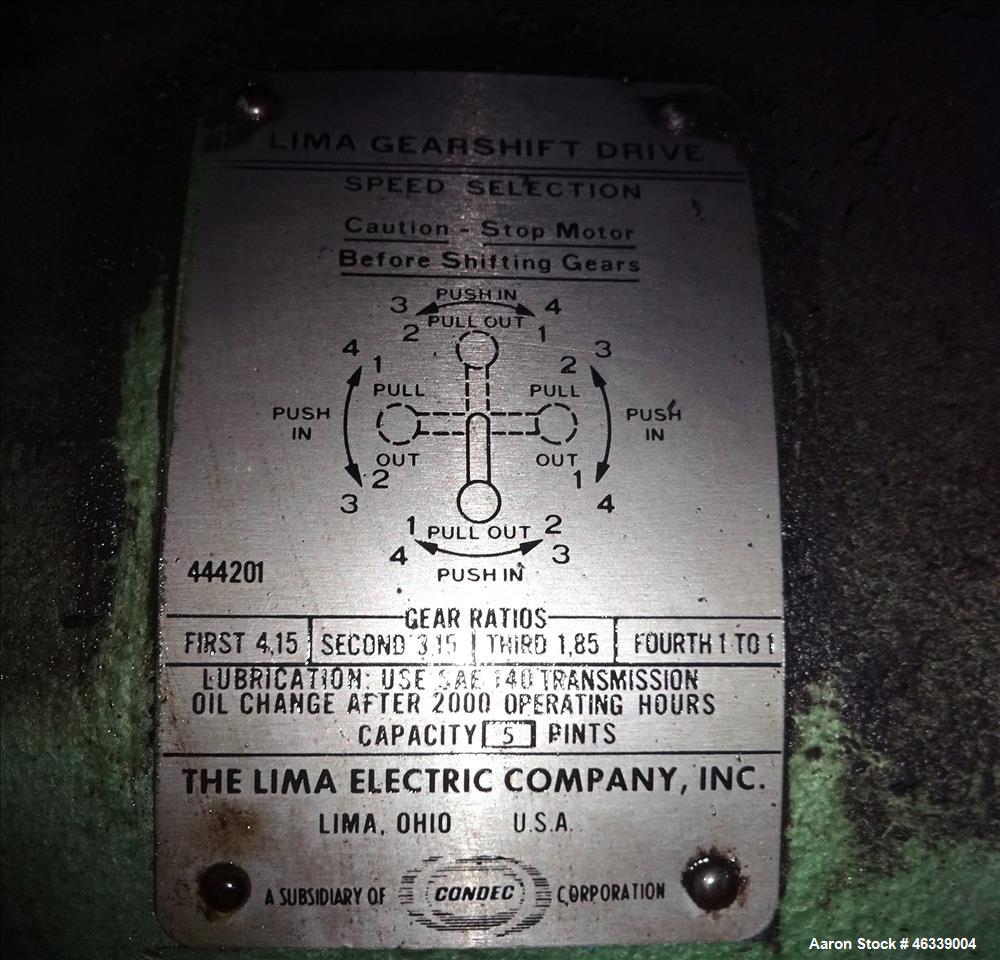 LIMA GEARSHIFT DRIVE
SPEED SELECTION
Caution - Stop Motor
Before Shifting Gears
3 PUSH IN 4
2 PULL OUT 1
4 1 2 3
PULL PULL
PUSH IN PUSH IN
OUT OUT
3 2 1 4
1 PULL OUT 2
4 PUSH IN 3
444201
GEAR RATIOS
FIRST 4,15 SECOND 3,15 THIRD 1,85 FOURTH 1 TO 1
LUBRICATION: USE SAE 140 TRANSMISSION
OIL CHANGE AFTER 2000 OPERATING HOURS
CAPACITY 5 PINTS
THE LIMA ELECTRIC COMPANY, INC.
LIMA, OHIO U.S.A.
A SUBSIDIARY OF CONDEC CORPORATION
Aaron Stock # 46339004